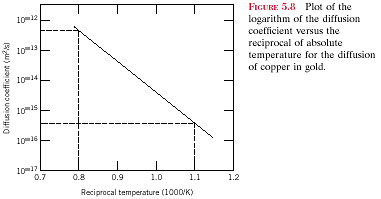 10⁼12
10⁼13
10⁼14
10⁼15
10⁼16
10⁼17
Diffusion coefficient (m²/s)
0.7 0.8 0.9 1.0 1.1 1.2
Reciprocal temperature (1000/K)
FIGURE 5.8 Plot of the
logarithm of the diffusion
coefficient versus the
reciprocal of absolute
temperature for the diffusion
of copper in gold.